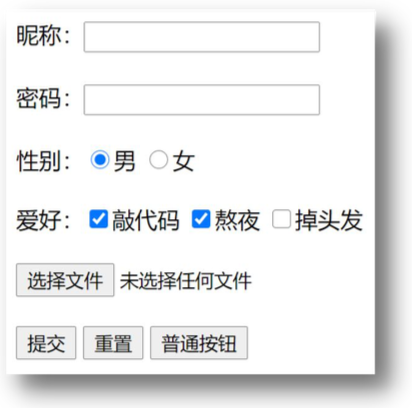 昵称：
密码：
性别： 男 女
爱好： 敲代码 熬夜 掉头发
选择文件 未选择任何文件
提交 重置 普通按钮